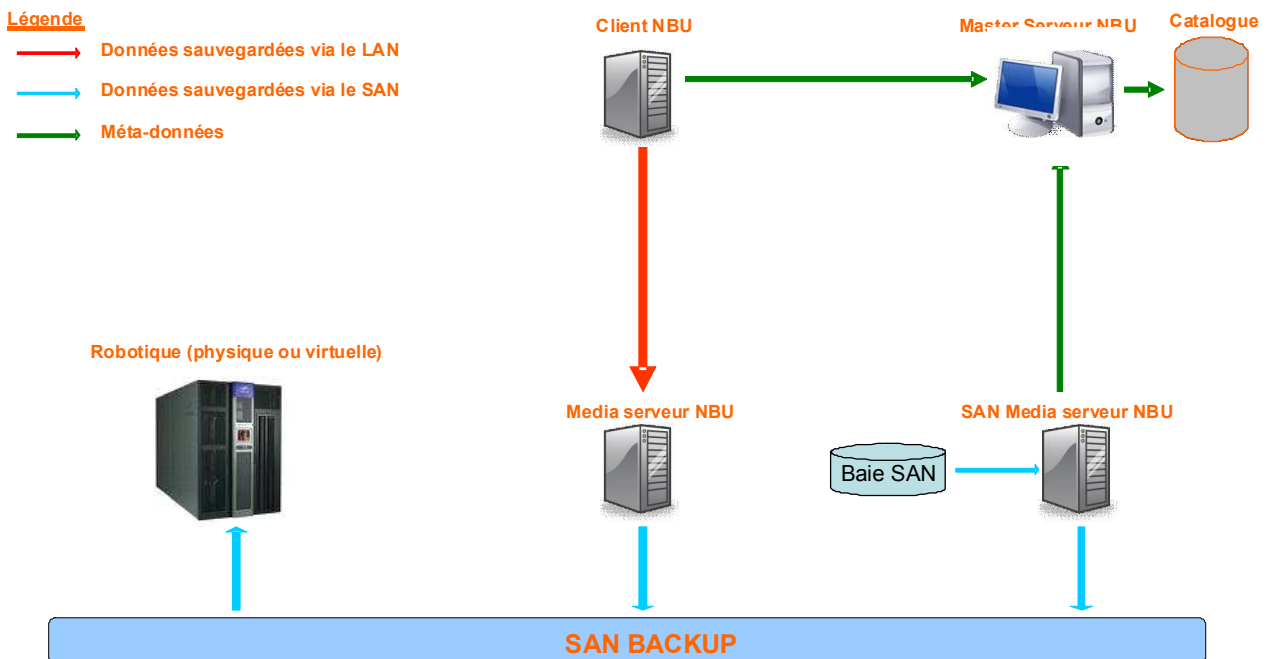 Légende
Données sauvegardées via le LAN
Données sauvegardées via le SAN
Méta-données
Client NBU
Master Serveur NBU
Catalogue
Robotique (physique ou virtuelle)
Media serveur NBU
SAN Media serveur NBU
Baie SAN
SAN BACKUP